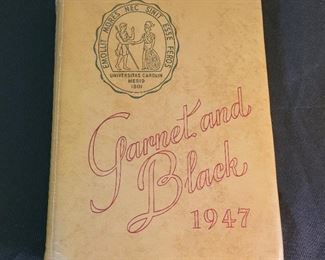 EMOLLIT MORES NEC SINIT ESSE FEROS
UNIVERSITAS CAROLIN
MERID
1801
Garnet and
Black
1947